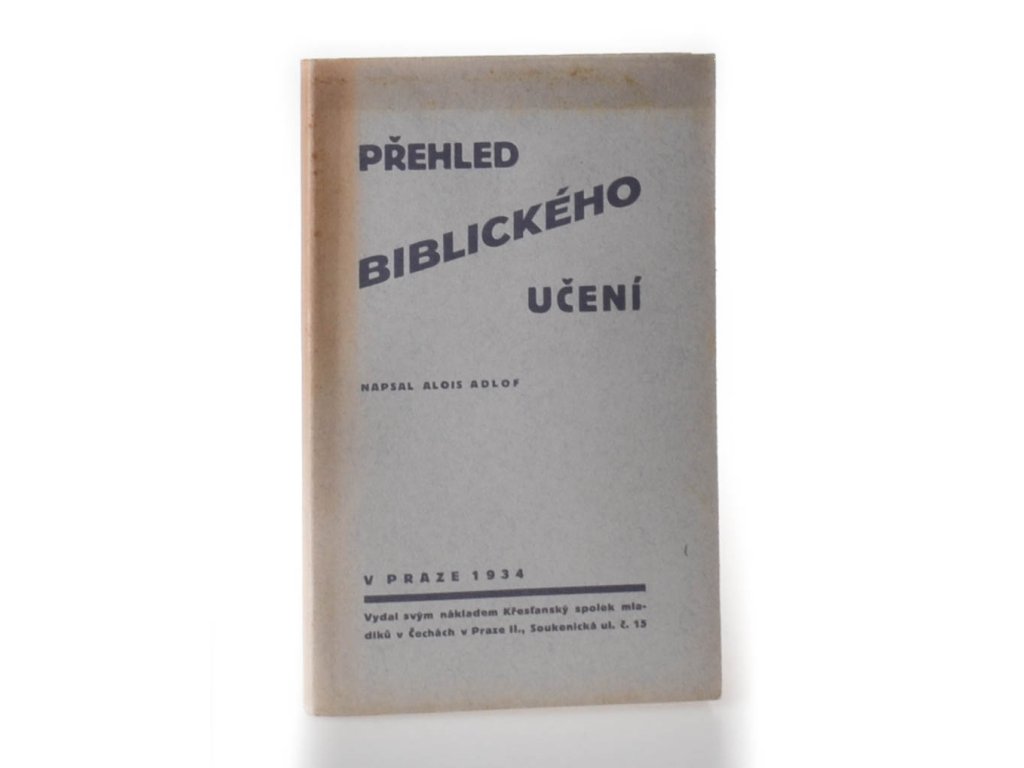 PŘEHLED
BIBLICKÉHO
UČENÍ
NAPSAL ALOIS ADLOF
V PRAZE 1934
Vydal svým nákladem Křesťanský spolek mla-
díků v Čechách v Praze II., Soukenická ul. č. 15